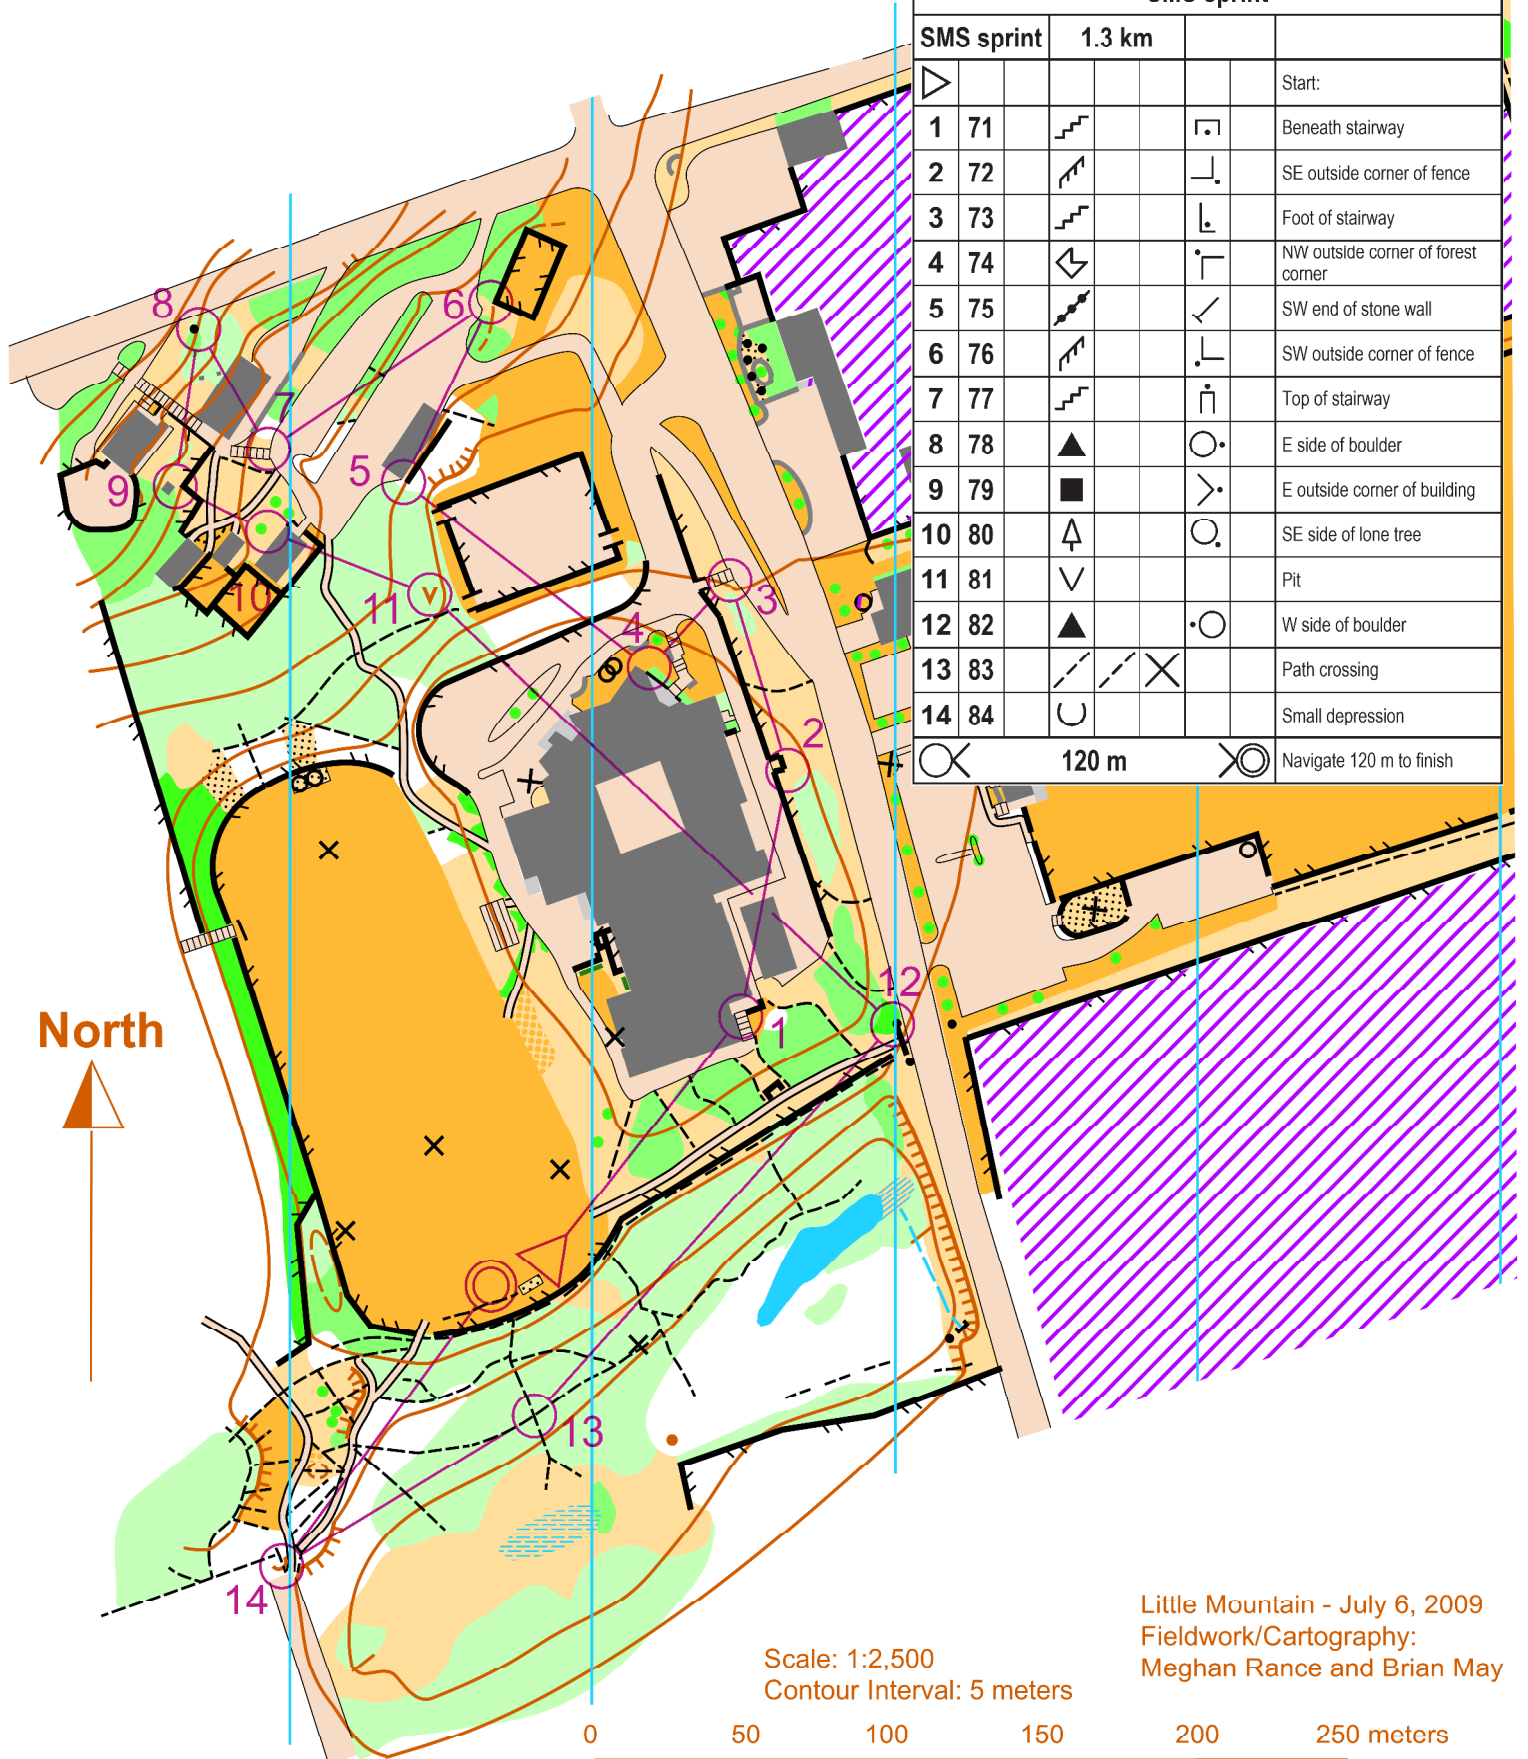 SMS sprint
SMS sprint 1.3 km
Start:
1 71 Beneath stairway
2 72 SE outside corner of fence
3 73 Foot of stairway
4 74 NW outside corner of forest
corner
5 75 SW end of stone wall
6 76 SW outside corner of fence
7 77 Top of stairway
8 78 E side of boulder
9 79 E outside corner of building
10 80 SE side of lone tree
11 81 Pit
12 82 W side of boulder
13 83 Path crossing
14 84 Small depression
120 m Navigate 120 m to finish
8
6
7
5
9
10
11
3
4
2
12
1
North
13
14
Little Mountain - July 6, 2009
Fieldwork/Cartography:
Meghan Rance and Brian May
Scale: 1:2,500
Contour Interval: 5 meters
0 50 100 150 200 250 meters